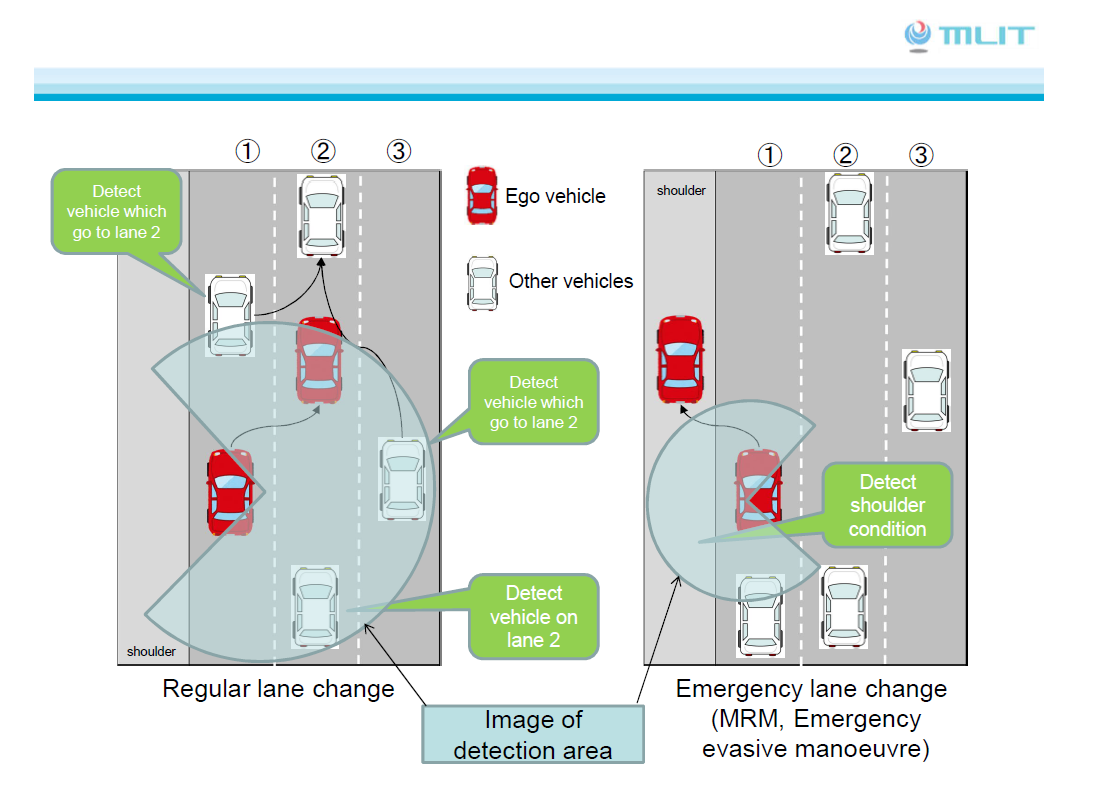 MLIT
① ② ③
Detect
vehicle which
go to lane 2
Ego vehicle
Other vehicles
Detect
vehicle which
go to lane 2
Detect
vehicle on
lane 2
shoulder
Regular lane change
① ② ③
shoulder
Detect
shoulder
condition
Emergency lane change
(MRM, Emergency
evasive manoeuvre)
Image of
detection area